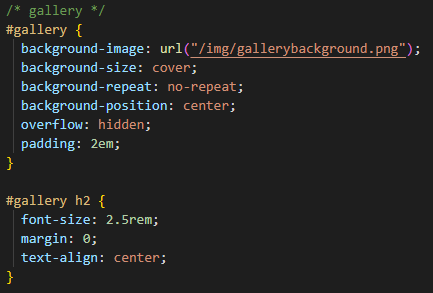 /* gallery */
#gallery {
background-image: url("/img/gallerybackground.png");
background-size: cover;
background-repeat: no-repeat;
background-position: center;
overflow: hidden;
padding: 2em;
}
#gallery h2 {
font-size: 2.5rem;
margin: 0;
text-align: center;
}